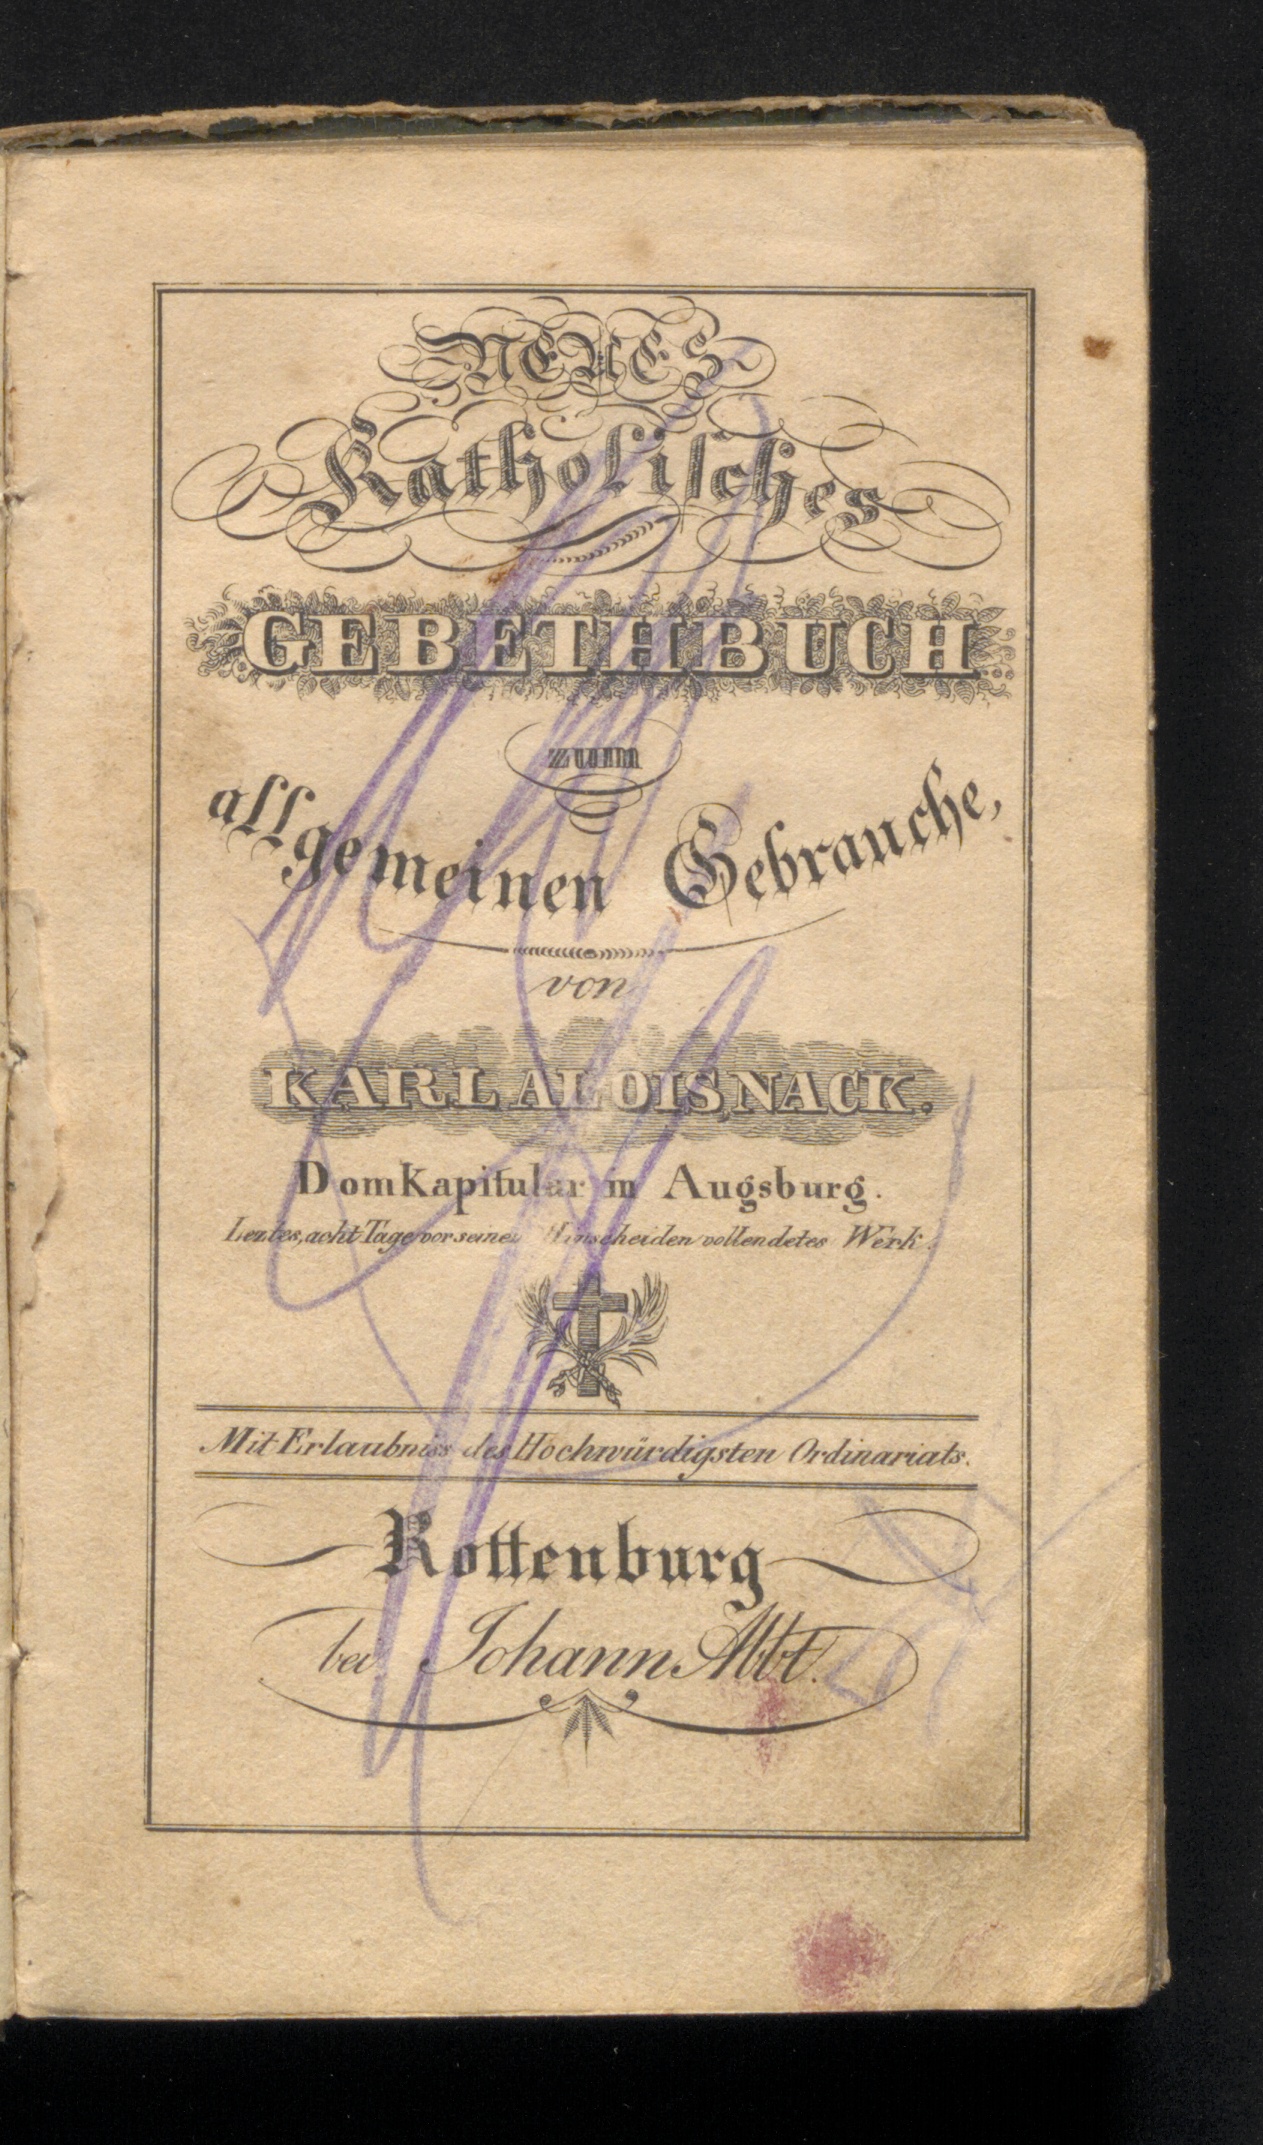 NEUES
Katholisches
GEBETHBUCH
zum
allgemeinen Gebrauche,
von
KARL ALOIS NACK.
DomKapitular in Augsburg.
Leztes, acht Tage vor seinem Hinscheiden vollendetes Werk.
Mit Erlaubniss des Hochwürdigsten Ordinariats.
Rottenburg
bei Johann Abbt.